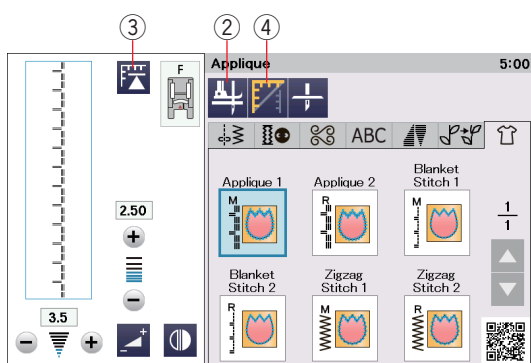 ③ ② ④
F
Applique 5:00
ABC
Applique 1
M
Applique 2
R
Blanket
Stitch 1
M
1
1
2.50
Blanket
Stitch 2
R
Zigzag
Stitch 1
M
Zigzag
Stitch 2
R
3.5